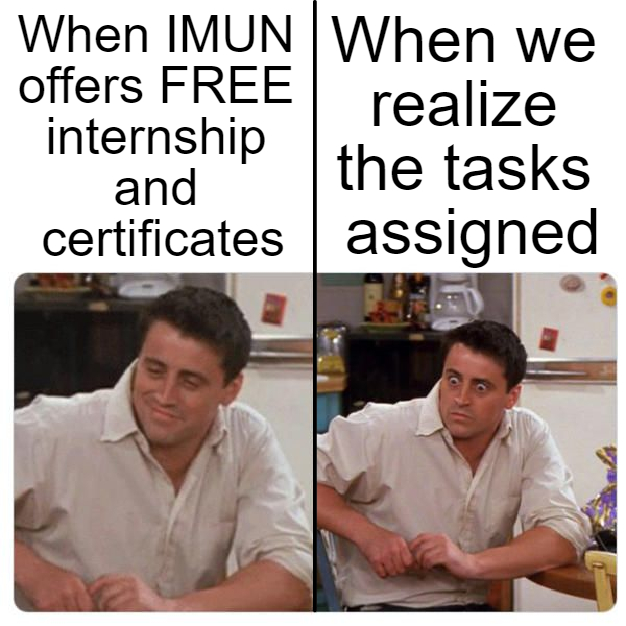 When IMUN
offers FREE
internship
and
certificates
When we
realize
the tasks
assigned